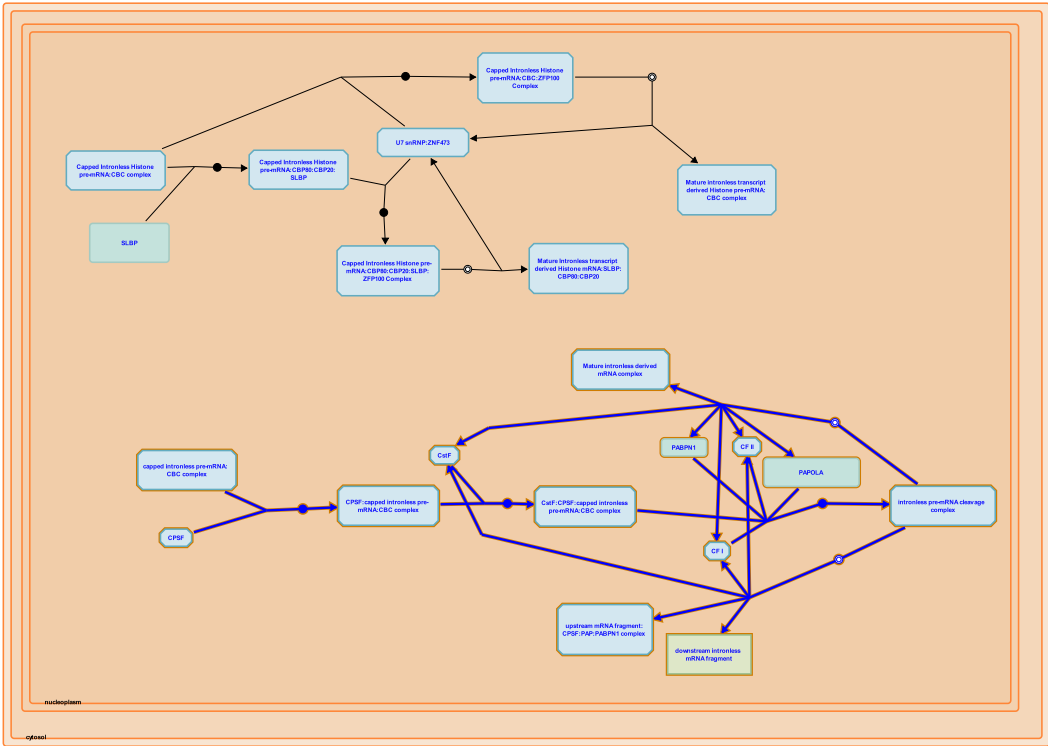 Capped Intronless Histone
pre-mRNA:CBC:ZFP100
Complex
U7 snRNP:ZNF473
Capped Intronless Histone
pre-mRNA:CBC complex
Capped Intronless Histone
pre-mRNA:CBP80:CBP20:
SLBP
Mature intronless transcript
derived Histone pre-mRNA:
CBC complex
SLBP
Capped Intronless Histone pre-
mRNA:CBP80:CBP20:SLBP:
ZFP100 Complex
Mature Intronless transcript
derived Histone mRNA:SLBP:
CBP80:CBP20
Mature intronless derived
mRNA complex
CstF
PABPN1
CF II
PAPOLA
capped intronless pre-mRNA:
CBC complex
CPSF:capped intronless pre-
mRNA:CBC complex
CstF:CPSF:capped intronless
pre-mRNA:CBC complex
intronless pre-mRNA cleavage
complex
CPSF
CF I
upstream mRNA fragment:
CPSF:PAP:PABPN1 complex
downstream intronless
mRNA fragment
nucleoplasm
cytosol